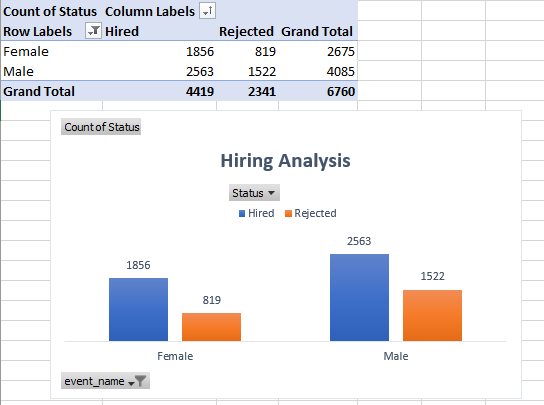 Count of Status Column Labels
Row Labels Hired Rejected Grand Total
Female 1856 819 2675
Male 2563 1522 4085
Grand Total 4419 2341 6760
Count of Status
Hiring Analysis
Status
Hired Rejected
1856 819 2563 1522
Female Male
event_name